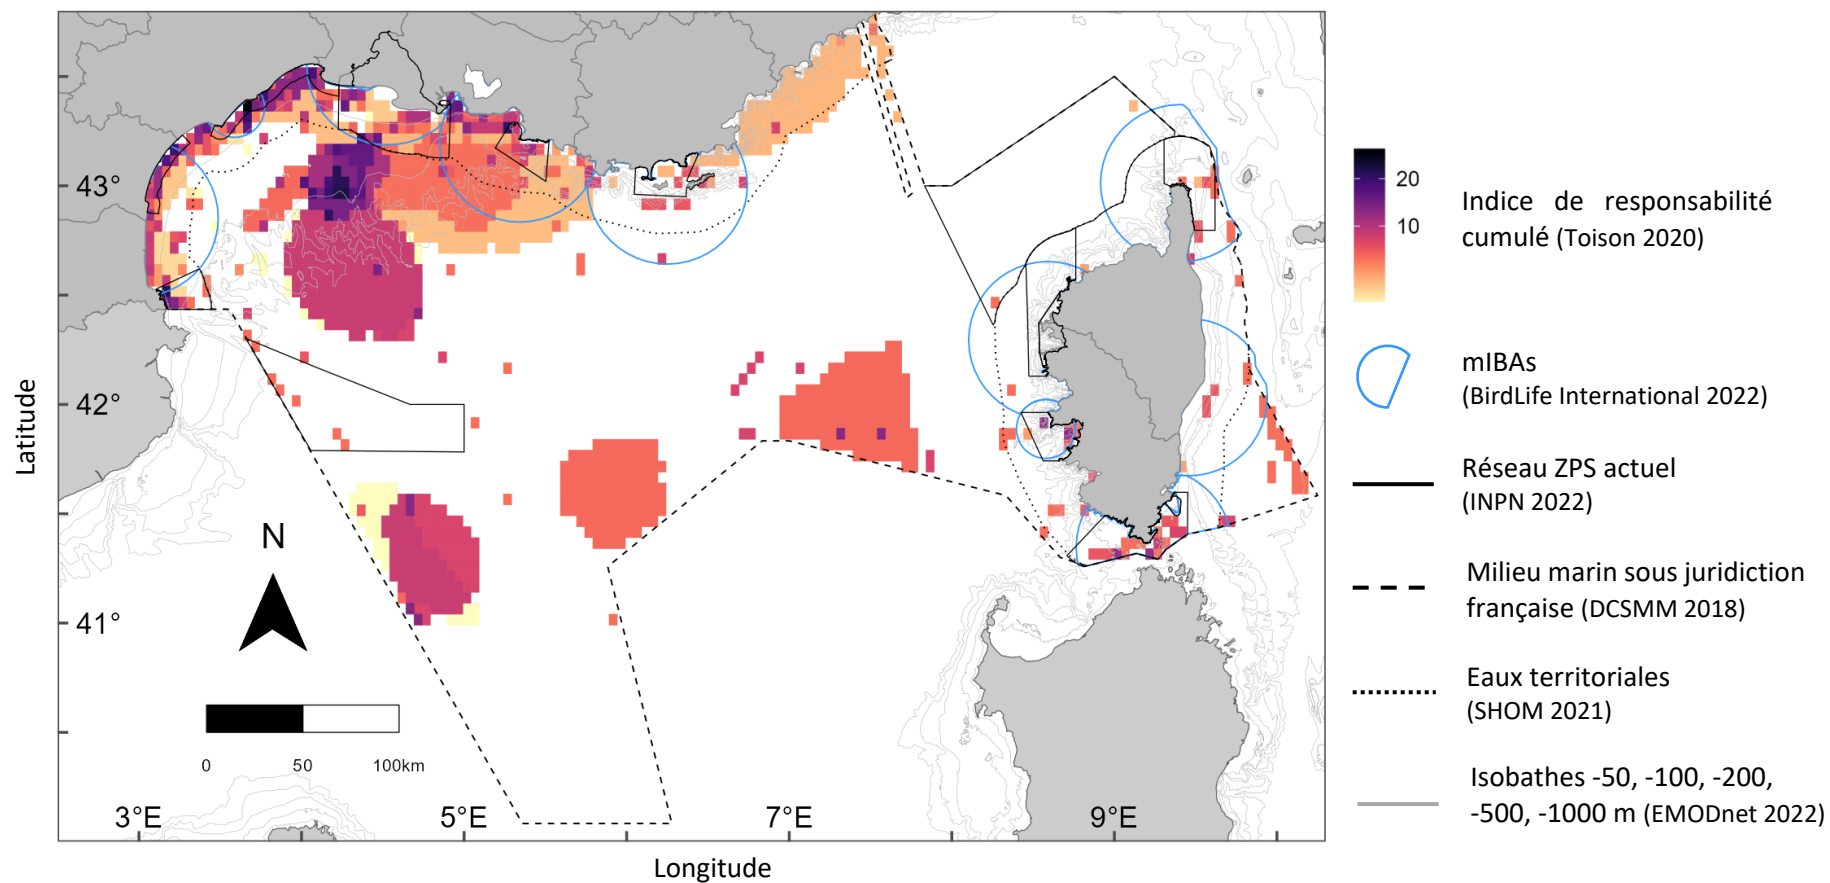 43°
42°
41°
Latitude
N
0 50 100km
3°E 5°E 7°E 9°E
Longitude
20
10
Indice de responsabilité
cumulé (Toison 2020)
mIBAs
(BirdLife International 2022)
Réseau ZPS actuel
(INPN 2022)
Milieu marin sous juridiction
française (DCSMM 2018)
Eaux territoriales
(SHOM 2021)
Isobathes -50, -100, -200,
-500, -1000 m (EMODnet 2022)